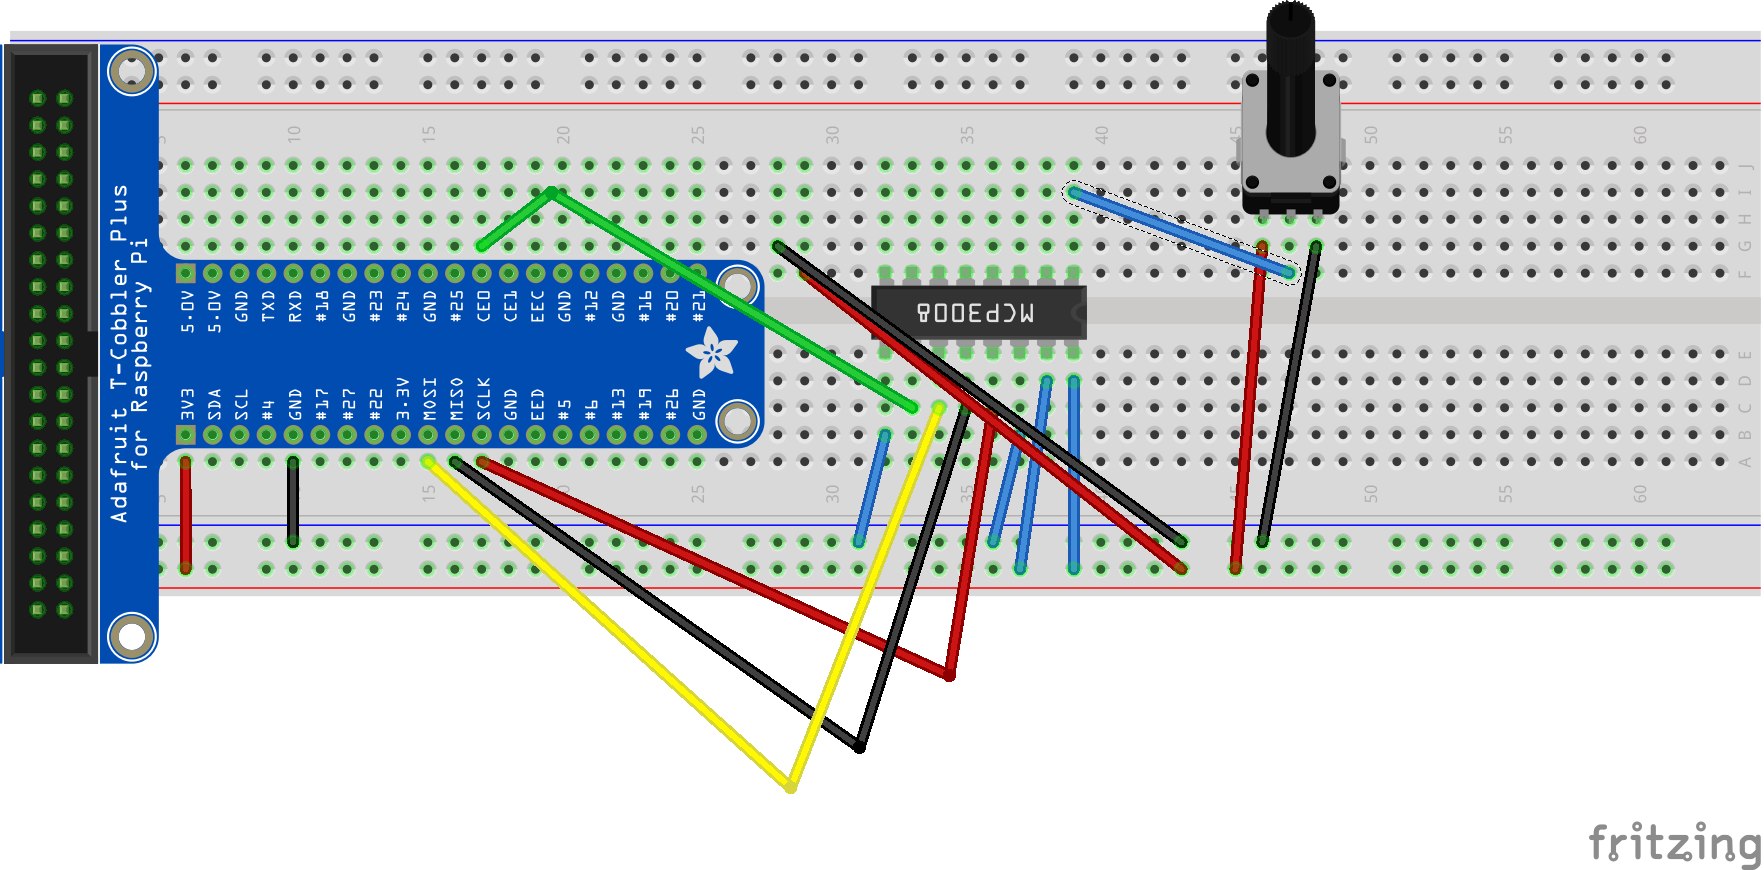 5 10 15 20 25 30 35 40 45 50 55 60
J
I
H
G
F
5.0V 5.0V GND TXD RXD #18 GND #23 #24 GND #25 CE0 CE1 EEC GND #12 GND #16 #20 #21
MCP3008
Adafruit T-Cobbler Plus
for Raspberry Pi
3V3 SDA SCL #4 GND #17 #27 #22 3.3V MOSI MISO SCLK GND EED #5 #6 #13 #19 #26 GND
E
D
C
B
A
5 15 20 25 30 35 40 50 55 60
fritzing